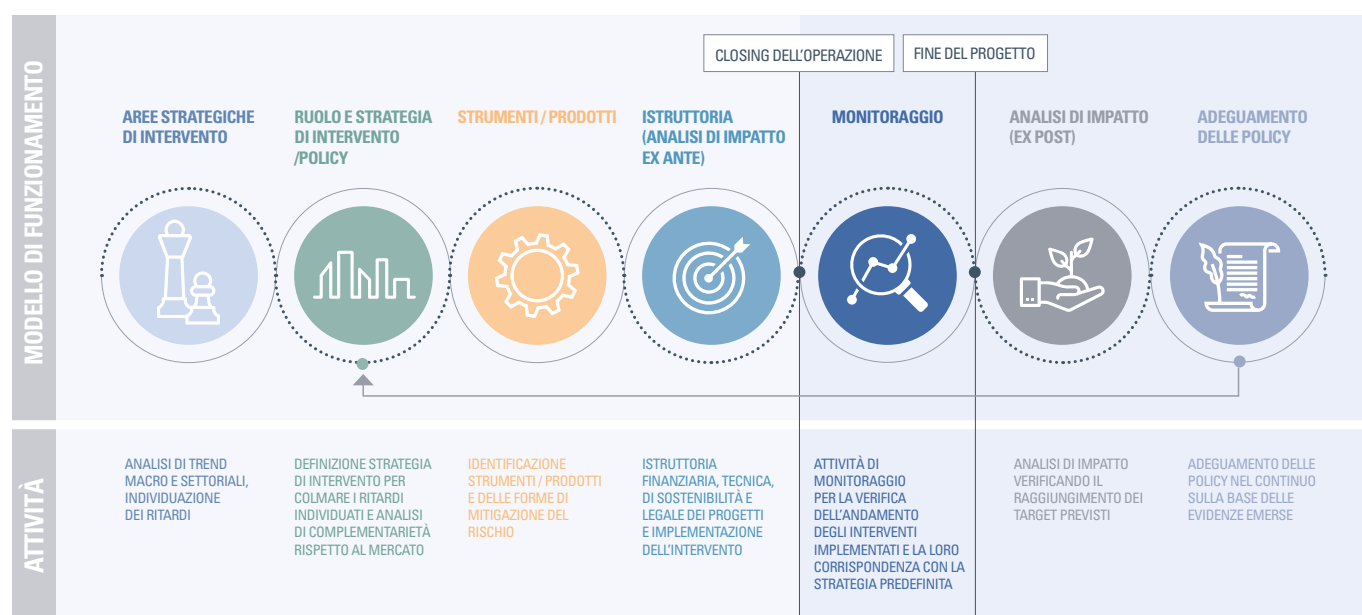 MODELLO DI FUNZIONAMENTO
CLOSING DELL'OPERAZIONE
FINE DEL PROGETTO
AREE STRATEGICHE
DI INTERVENTO
RUOLO E STRATEGIA
DI INTERVENTO
/POLICY
STRUMENTI / PRODOTTI
ISTRUTTORIA
(ANALISI DI IMPATTO
EX ANTE)
MONITORAGGIO
ANALISI DI IMPATTO
(EX POST)
ADEGUAMENTO
DELLE POLICY
ATTIVITÀ
ANALISI DI TREND
MACRO E SETTORIALI,
INDIVIDUAZIONE
DEI RITARDI
DEFINIZIONE STRATEGIA
DI INTERVENTO PER
COLMARE I RITARDI
INDIVIDUATI E ANALISI
DI COMPLEMENTARIETÀ
RISPETTO AL MERCATO
IDENTIFICAZIONE
STRUMENTI / PRODOTTI
E DELLE FORME DI
MITIGAZIONE DEL
RISCHIO
ISTRUTTORIA
FINANZIARIA, TECNICA,
DI SOSTENIBILITÀ E
LEGALE DEI PROGETTI
E IMPLEMENTAZIONE
DELL'INTERVENTO
ATTIVITÀ DI
MONITORAGGIO
PER LA VERIFICA
DELL'ANDAMENTO
DEGLI INTERVENTI
IMPLEMENTATI E LA LORO
CORRISPONDENZA CON LA
STRATEGIA PREDEFINITA
ANALISI DI IMPATTO
VERIFICANDO IL
RAGGIUNGIMENTO DEI
TARGET PREVISTI
ADEGUAMENTO DELLE
POLICY NEL CONTINUO
SULLA BASE DELLE
EVIDENZE EMERSE